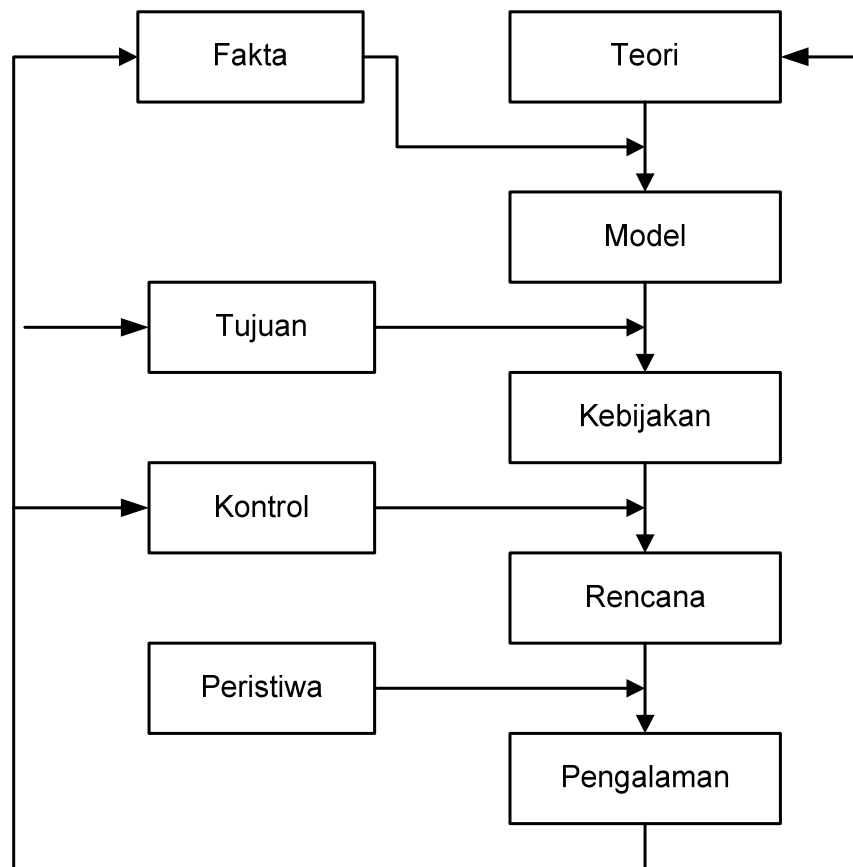 Fakta
Teori
Model
Tujuan
Kebijakan
Kontrol
Rencana
Peristiwa
Pengalaman